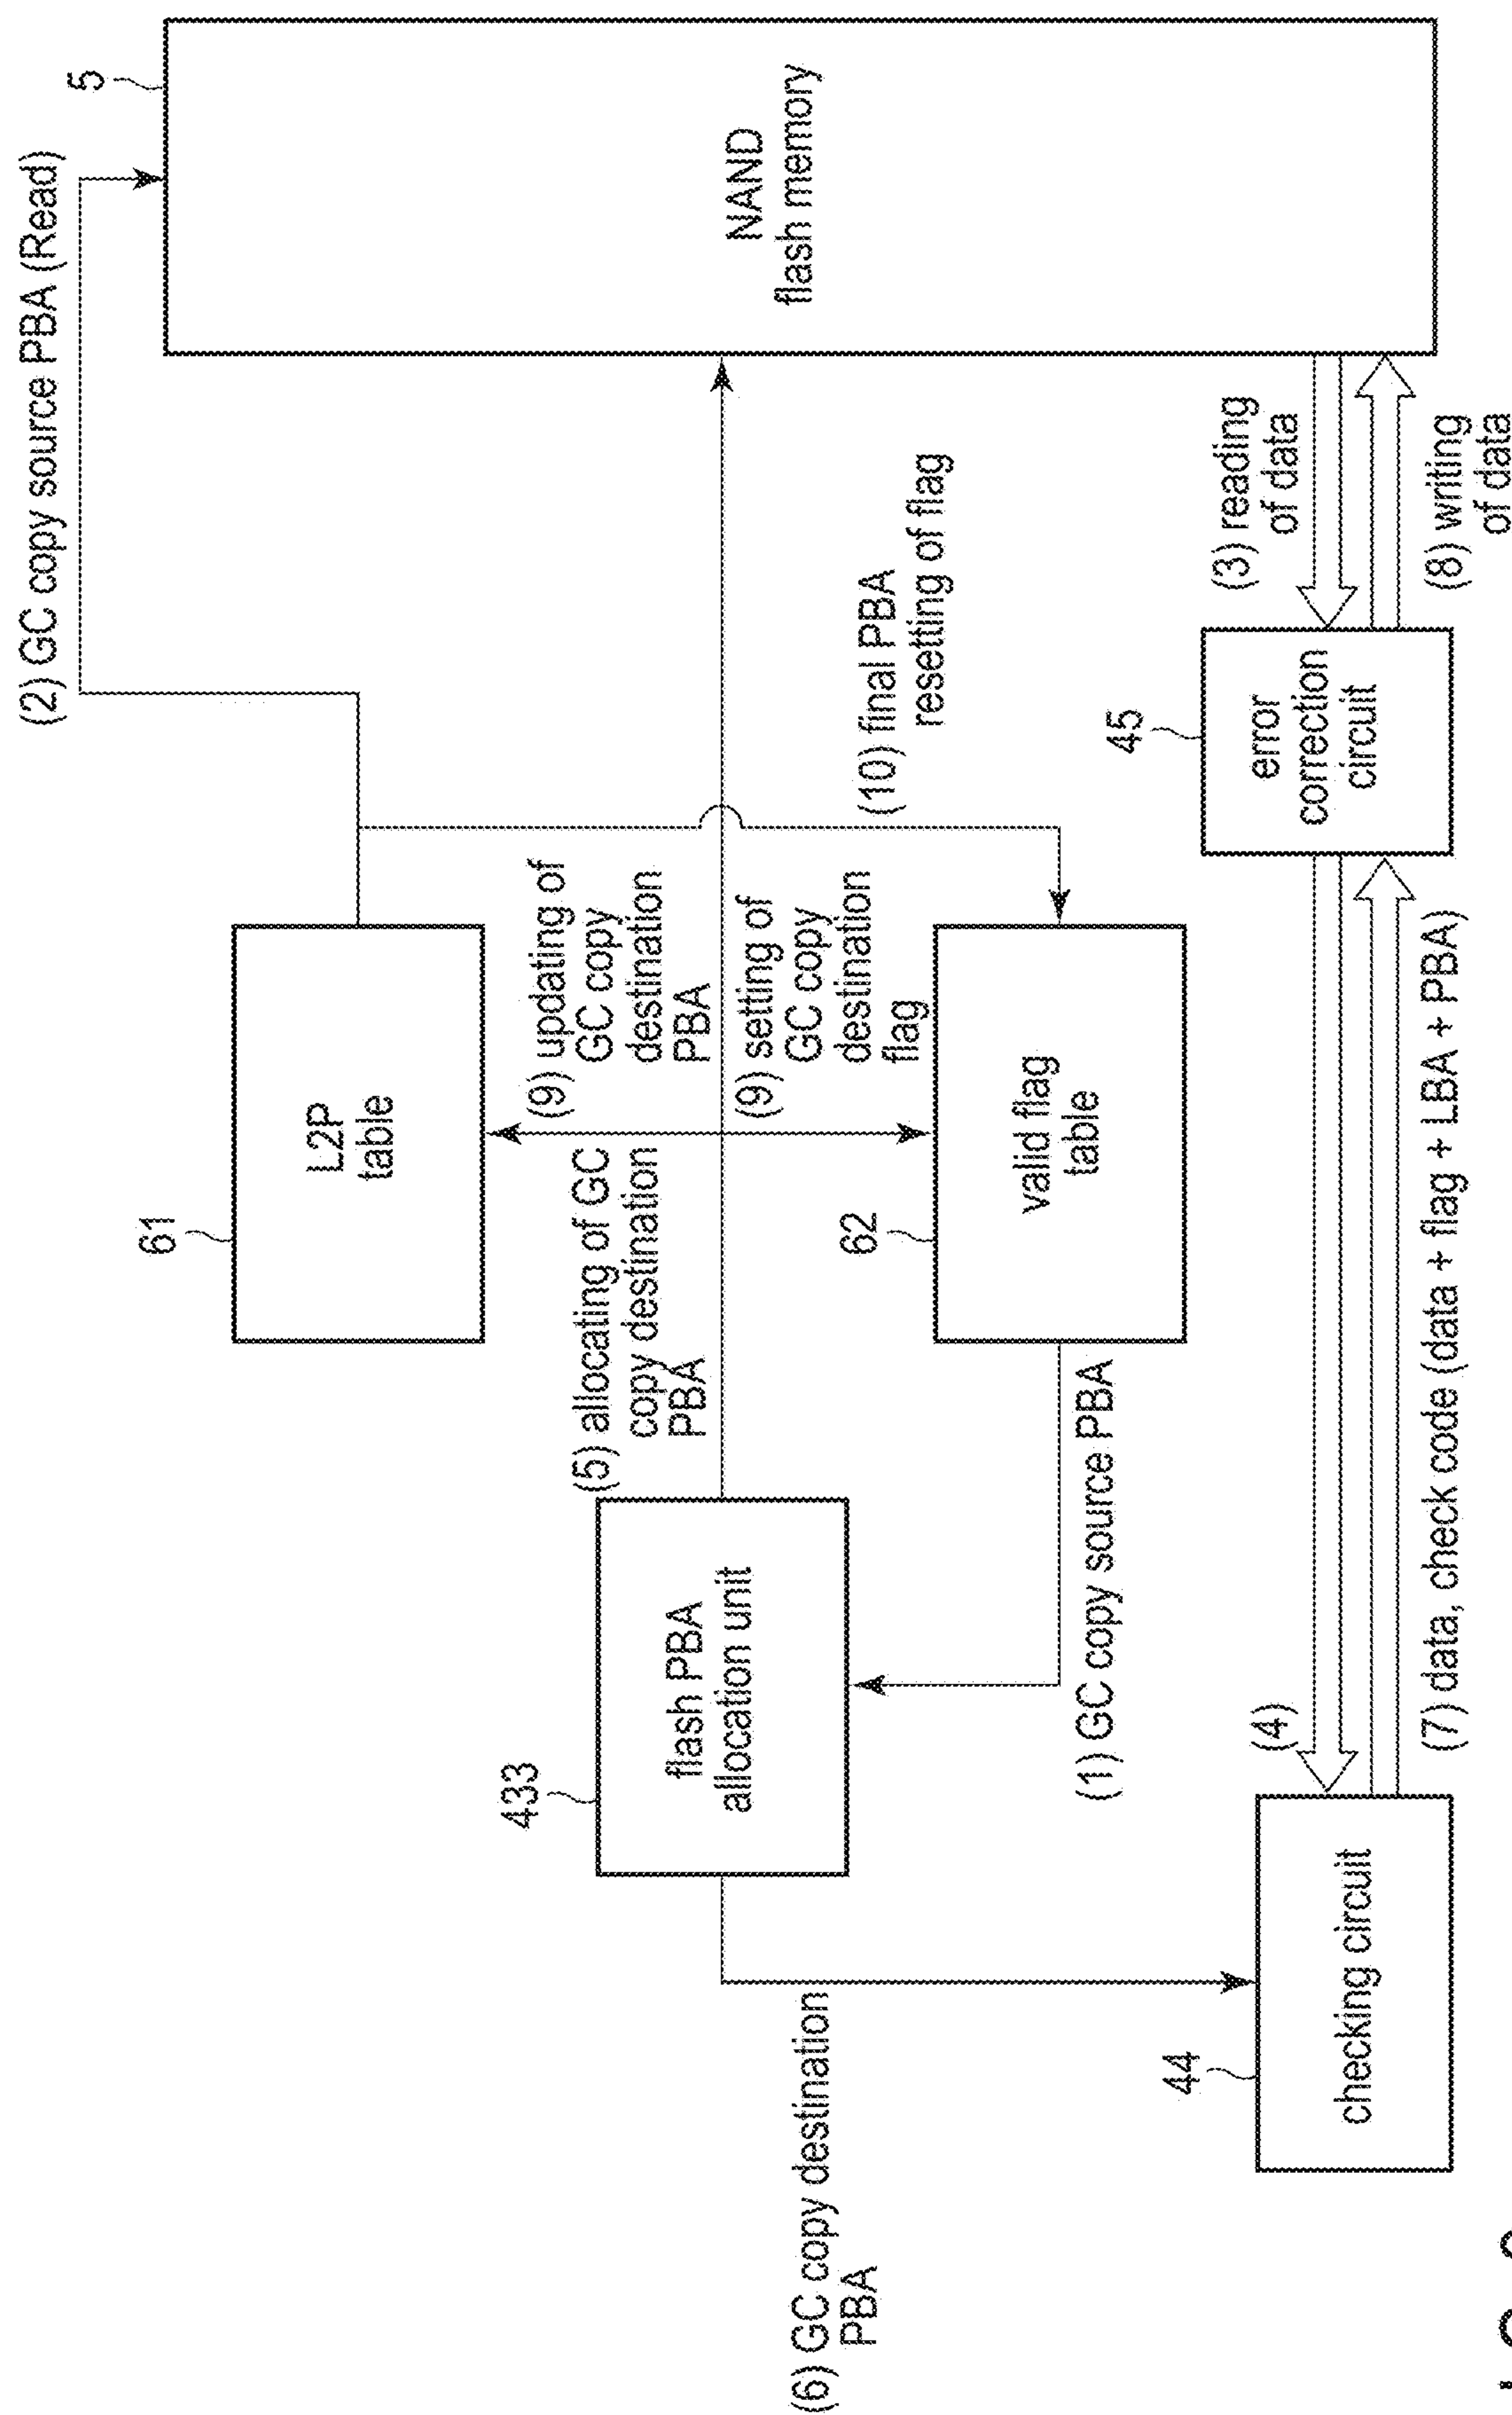 (2) GC copy source PBA (Read)
5
NAND
flash memory
61
L2P
table
(9) updating of
GC copy
destination
PBA
(5) allocating of GC
copy destination
PBA
(9) setting of
GC copy
destination
flag
(10) final PBA
resetting of flag
433
flash PBA
allocation unit
62
valid flag
table
(1) GC copy source PBA
(6) GC copy destination
PBA
(3) reading
of data
45
error
correction
circuit
(8) writing
of data
(4)
44
checking circuit
(7) data, check code (data + flag + LBA + PBA)